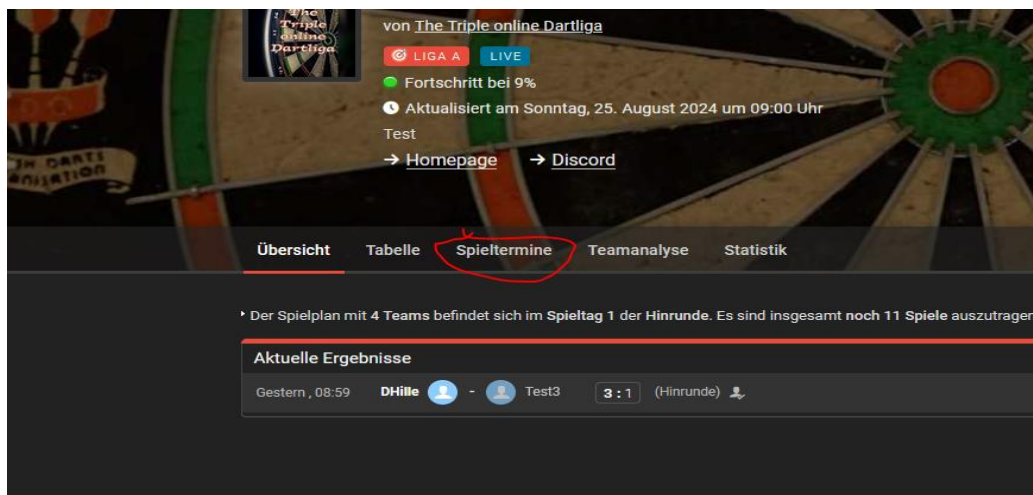 The
Triple
online
Dartliga
von The Triple online Dartliga
LIGA A LIVE
Fortschritt bei 9%
Aktualisiert am Sonntag, 25. August 2024 um 09:00 Uhr
Test
→ Homepage → Discord
DARTS
Übersicht Tabelle Spieltermine Teamanalyse Statistik
Der Spielplan mit 4 Teams befindet sich im Spieltag 1 der Hinrunde. Es sind insgesamt noch 11 Spiele auszutragen
Aktuelle Ergebnisse
Gestern , 08:59 DHille - Test3 3 : 1 (Hinrunde)